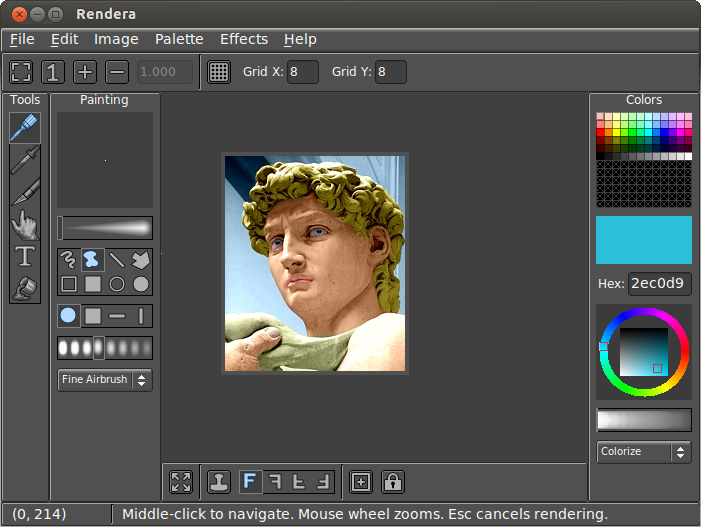 Rendera
File Edit Image Palette Effects Help
1 1.000 Grid X: 8 Grid Y: 8
Tools Painting Colors
T
Hex: 2ec0d9
Fine Airbrush
Colorize
F F F F
(0, 214) Middle-click to navigate. Mouse wheel zooms. Esc cancels rendering.